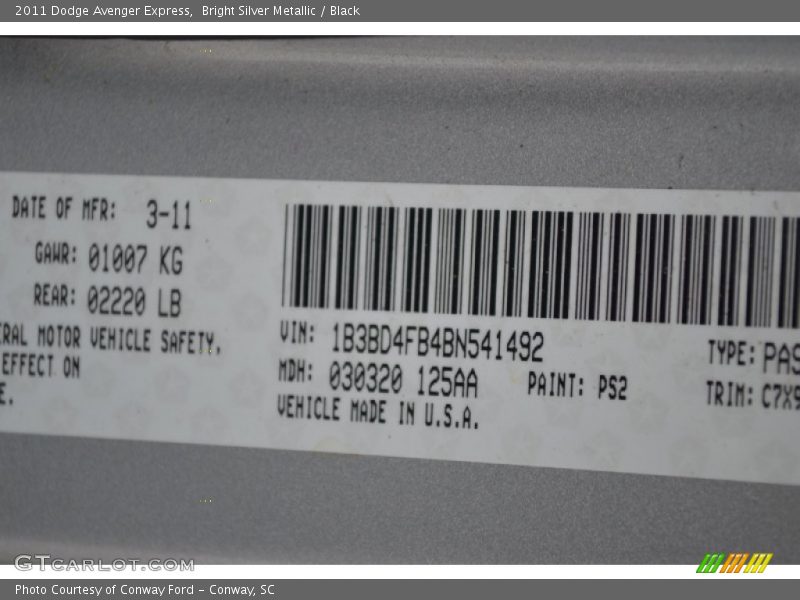 2011 Dodge Avenger Express, Bright Silver Metallic / Black
DATE OF MFR: 3-11
GAWR: 01007 KG
REAR: 02220 LB
ERAL MOTOR VEHICLE SAFETY,
EFFECT ON
E.
VIN: 1B3BD4FB4BN541492
MDH: 030320 125AA
VEHICLE MADE IN U.S.A.
PAINT: PS2
TYPE: PAS
TRIM: C7X9
GTCARLOT.COM
Photo Courtesy of Conway Ford – Conway, SC